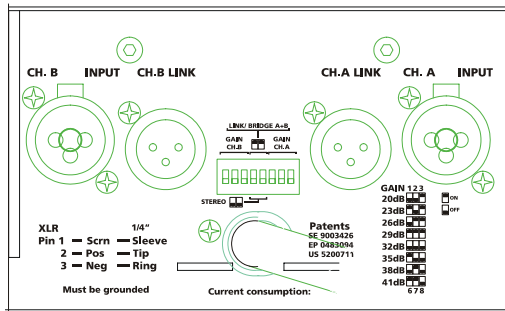 CH. B INPUT CH.B LINK CH.A LINK CH. A INPUT
LINK/ BRIDGE A+B
GAIN GAIN
CH.B CH.A
STEREO
GAIN 1 2 3
20dB ON
23dB OFF
26dB
29dB
32dB
35dB
38dB
41dB
6 7 8
XLR 1/4"
Pin 1 — Scrn — Sleeve
2 — Pos — Tip
3 — Neg — Ring
Must be grounded
Patents
SE 9003426
EP 0483094
US 5200711
Current consumption: